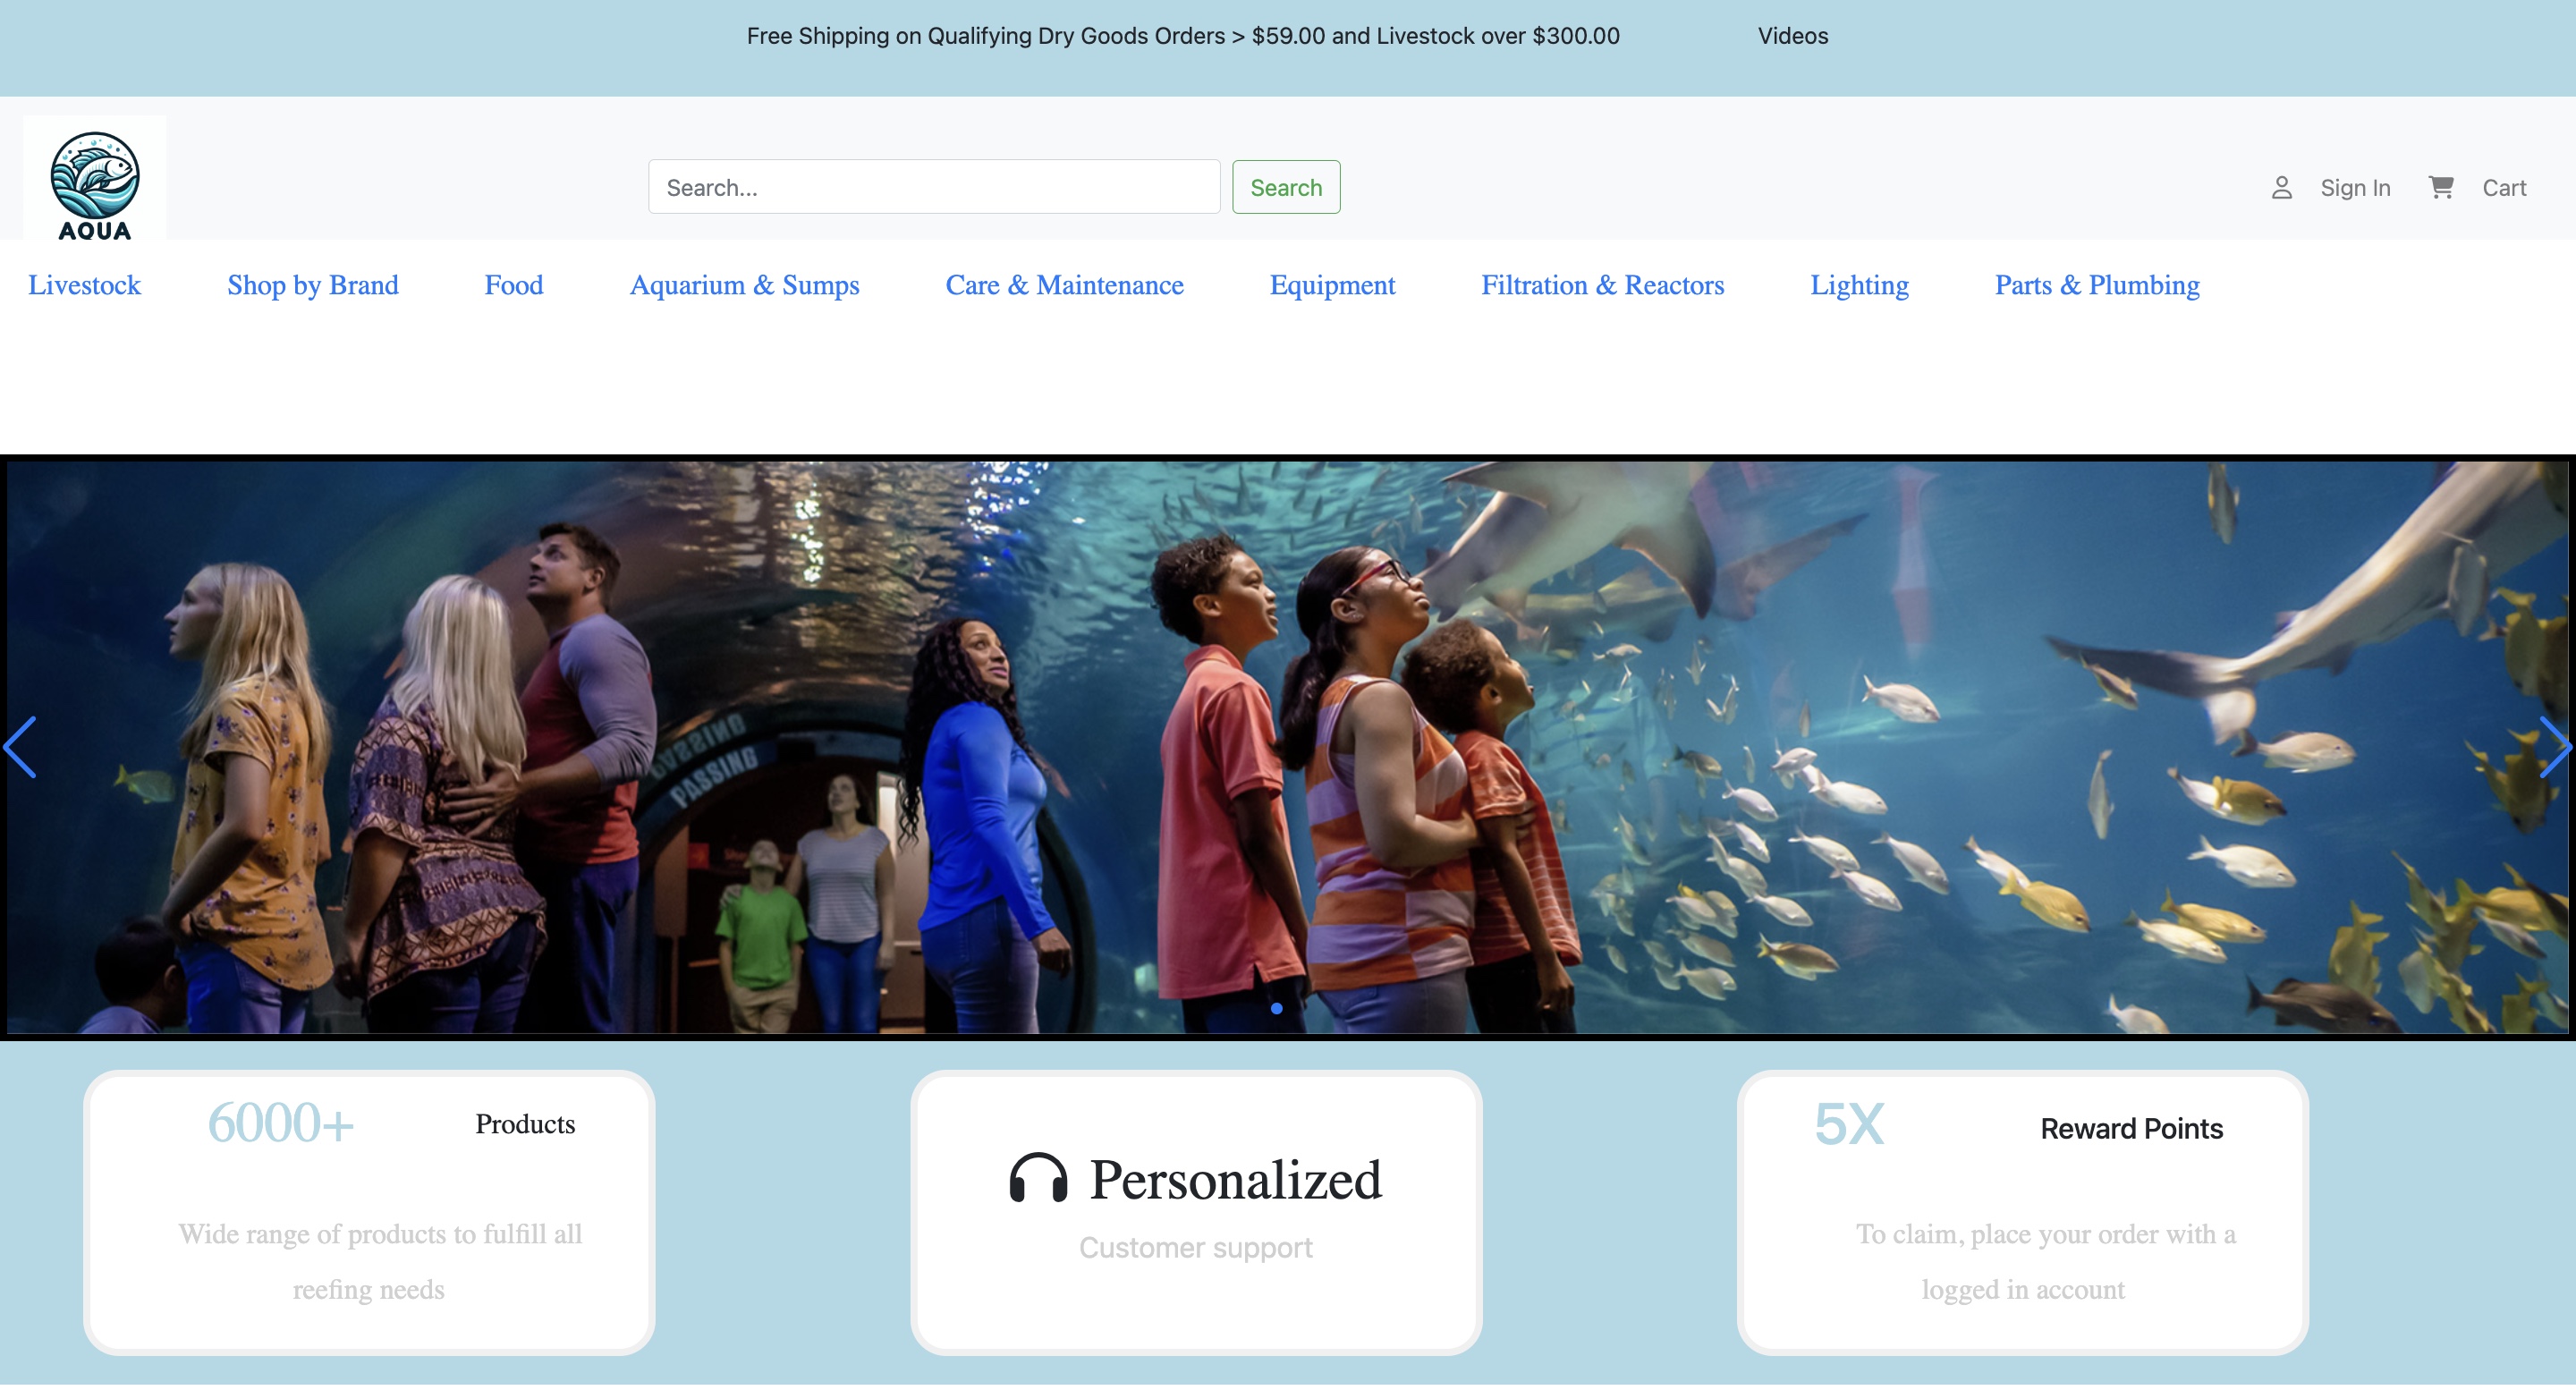 Free Shipping on Qualifying Dry Goods Orders > $59.00 and Livestock over $300.00 Videos
AQUA
Search... Search Sign In Cart
Livestock Shop by Brand Food Aquarium & Sumps Care & Maintenance Equipment Filtration & Reactors Lighting Parts & Plumbing
PASSING
6000+ Products
Wide range of products to fulfill all
reefing needs
Personalized
Customer support
5X Reward Points
To claim, place your order with a
logged in account